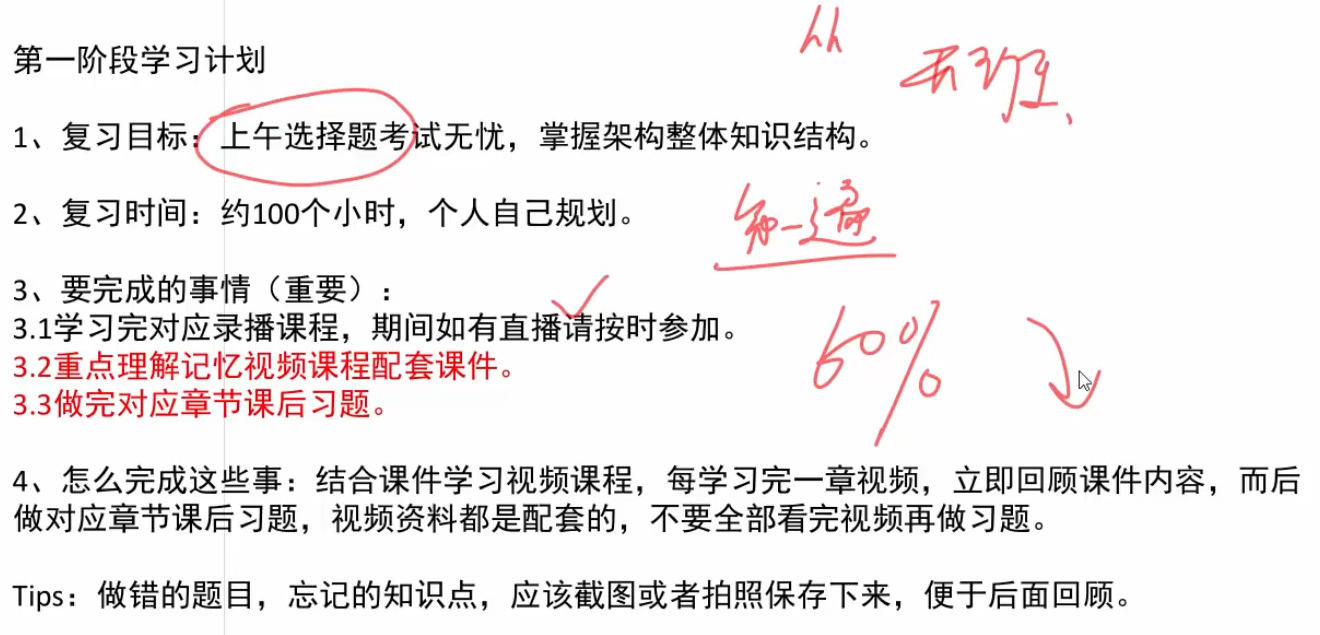 第一阶段学习计划
1、复习目标：上午选择题考试无忧，掌握架构整体知识结构。
2、复习时间：约100个小时，个人自己规划。
一遍
3、要完成的事情（重要）：
3.1学习完对应录播课程，期间如有直播请按时参加。
60%
3.2重点理解记忆视频课程配套课件。
3.3做完对应章节课后习题。
4、怎么完成这些事：结合课件学习视频课程，每学习完一章视频，立即回顾课件内容，而后
做对应章节课后习题，视频资料都是配套的，不要全部看完视频再做习题。
Tips：做错的题目，忘记的知识点，应该截图或者拍照保存下来，便于后面回顾。